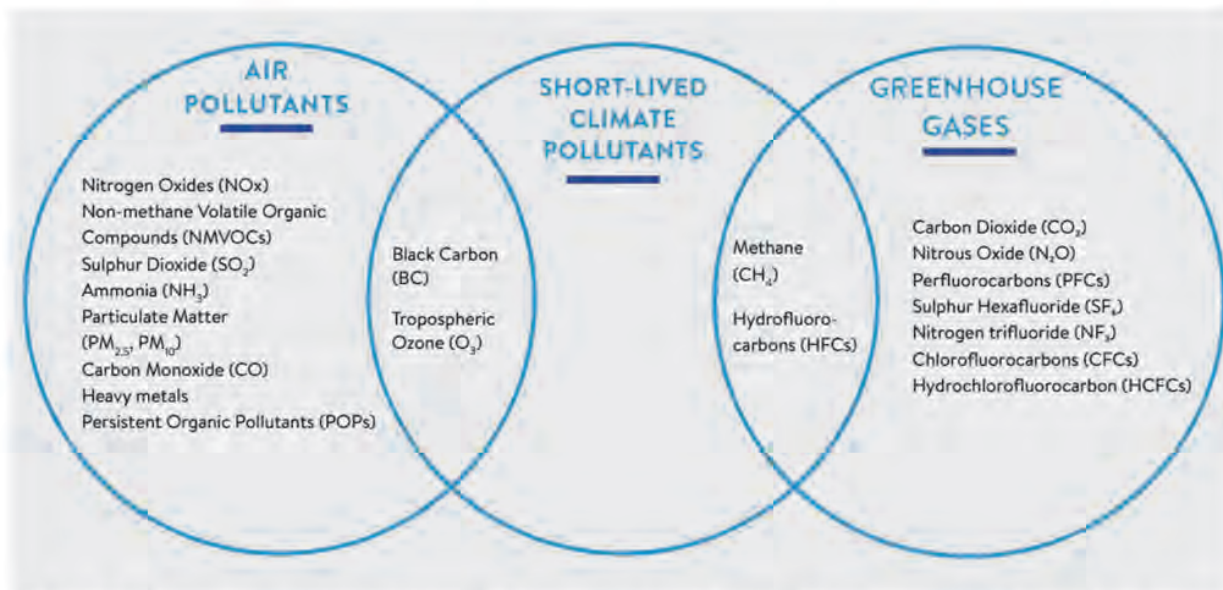 AIR
POLLUTANTS
Nitrogen Oxides (NOx)
Non-methane Volatile Organic
Compounds (NMVOCs)
Sulphur Dioxide (SO₂)
Ammonia (NH₃)
Particulate Matter
(PM₂.₅, PM₁₀)
Carbon Monoxide (CO)
Heavy metals
Persistent Organic Pollutants (POPs)
Black Carbon
(BC)
Tropospheric
Ozone (O₃)
SHORT-LIVED
CLIMATE
POLLUTANTS
Methane
(CH₄)
Hydrofluoro-
carbons (HFCs)
GREENHOUSE
GASES
Carbon Dioxide (CO₂)
Nitrous Oxide (N₂O)
Perfluorocarbons (PFCs)
Sulphur Hexafluoride (SF₆)
Nitrogen trifluoride (NF₃)
Chlorofluorocarbons (CFCs)
Hydrochlorofluorocarbon (HCFCs)